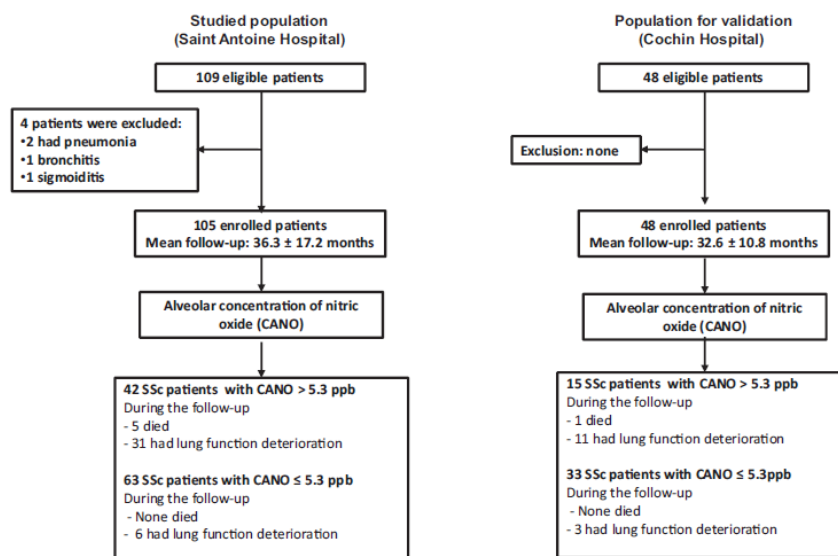 Studied population
(Saint Antoine Hospital)
109 eligible patients
4 patients were excluded:
•2 had pneumonia
•1 bronchitis
•1 sigmoiditis
105 enrolled patients
Mean follow-up: 36.3 ± 17.2 months
Alveolar concentration of nitric
oxide (CANO)
42 SSc patients with CANO > 5.3 ppb
During the follow-up
- 5 died
- 31 had lung function deterioration
63 SSc patients with CANO ≤ 5.3 ppb
During the follow-up
- None died
- 6 had lung function deterioration
Population for validation
(Cochin Hospital)
48 eligible patients
Exclusion: none
48 enrolled patients
Mean follow-up: 32.6 ± 10.8 months
Alveolar concentration of nitric
oxide (CANO)
15 SSc patients with CANO > 5.3 ppb
During the follow-up
- 1 died
- 11 had lung function deterioration
33 SSc patients with CANO ≤ 5.3ppb
During the follow-up
- None died
- 3 had lung function deterioration